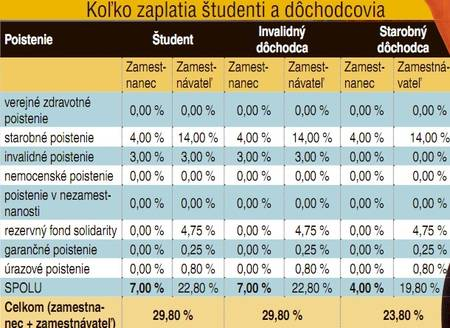 Koľko zaplatia študenti a dôchodcovia
Poistenie Študent Invalidný dôchodca Starobný dôchodca
Zamest- Zamest- Zamest- Zamest- Zamest- Zamestná-
nanec návateľ nanec návateľ nanec vateľ
verejné zdravotné
poistenie 0,00 % 0,00 % 0,00 % 0,00 % 0,00 % 0,00 %
starobné poistenie 4,00 % 14,00 % 4,00 % 14,00 % 4,00 % 14,00 %
invalidné poistenie 3,00 % 3,00 % 3,00 % 3,00 % 0,00 % 0,00 %
nemocenské poistenie 0,00 % 0,00 % 0,00 % 0,00 % 0,00 % 0,00 %
poistenie v nezamest-
nanosti 0,00 % 0,00 % 0,00 % 0,00 % 0,00 % 0,00 %
rezervný fond solidarity 0,00 % 4,75 % 0,00 % 4,75 % 0,00 % 4,75 %
garančné poistenie 0,00 % 0,25 % 0,00 % 0,25 % 0,00 % 0,25 %
úrazové poistenie 0,00 % 0,80 % 0,00 % 0,80 % 0,00 % 0,80 %
SPOLU 7,00 % 22,80 % 7,00 % 22,80 % 4,00 % 19,80 %
Celkom (zamestna-
nec + zamestnávateľ) 29,80 % 29,80 % 23,80 %